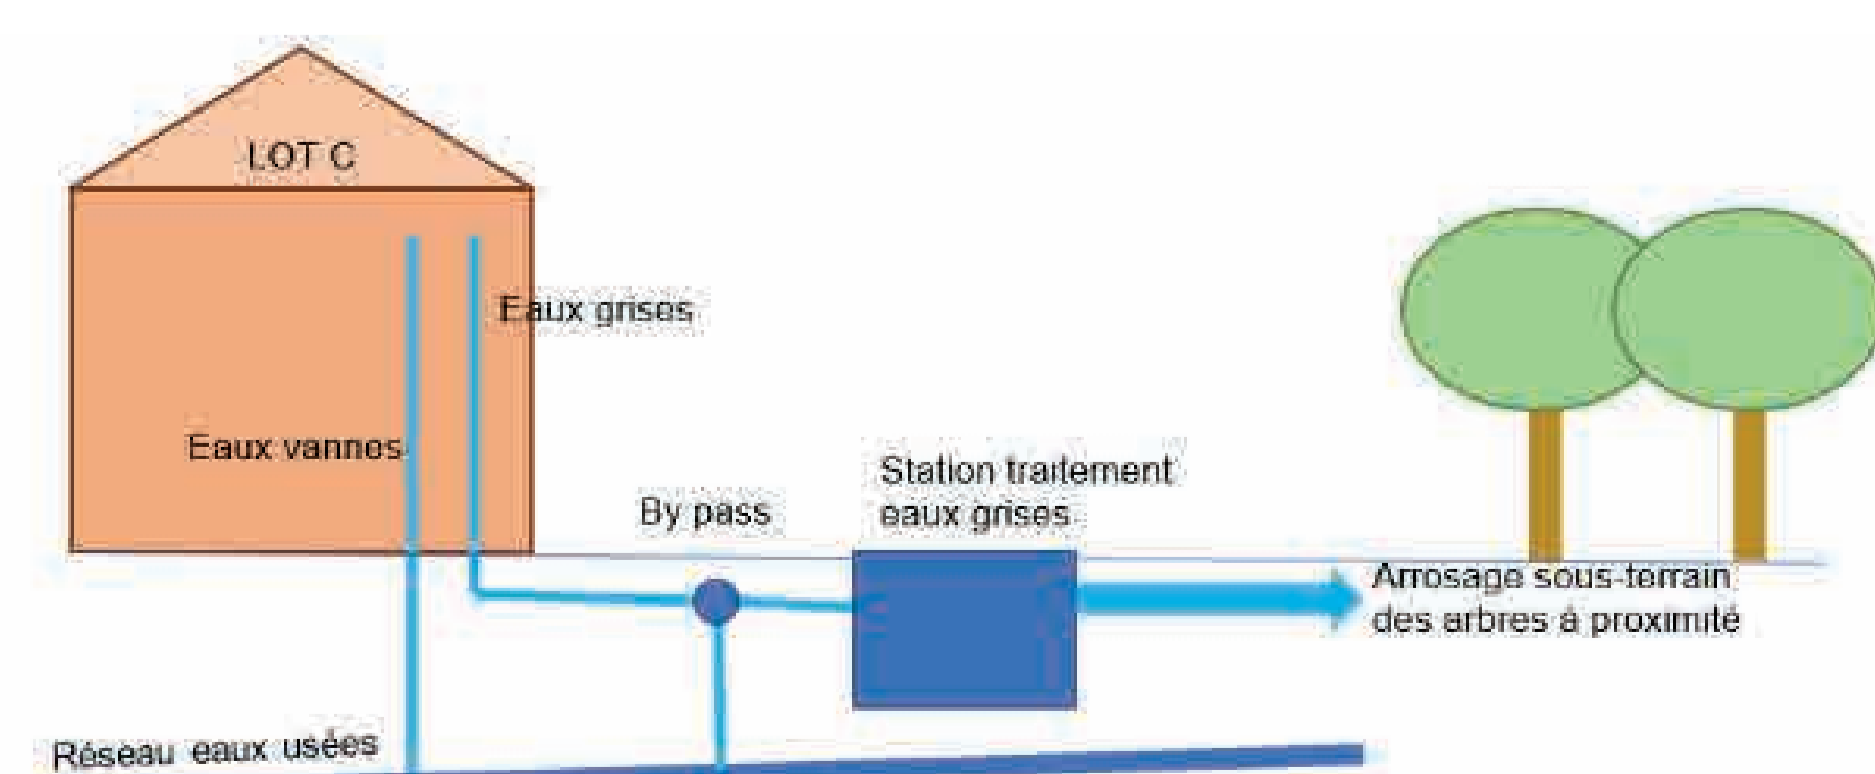 LOT C
Eaux grises
Eaux vannes
Station traitement
eaux grises
By pass
Arrosage sous-terrain
des arbres à proximité
Réseau eaux usées